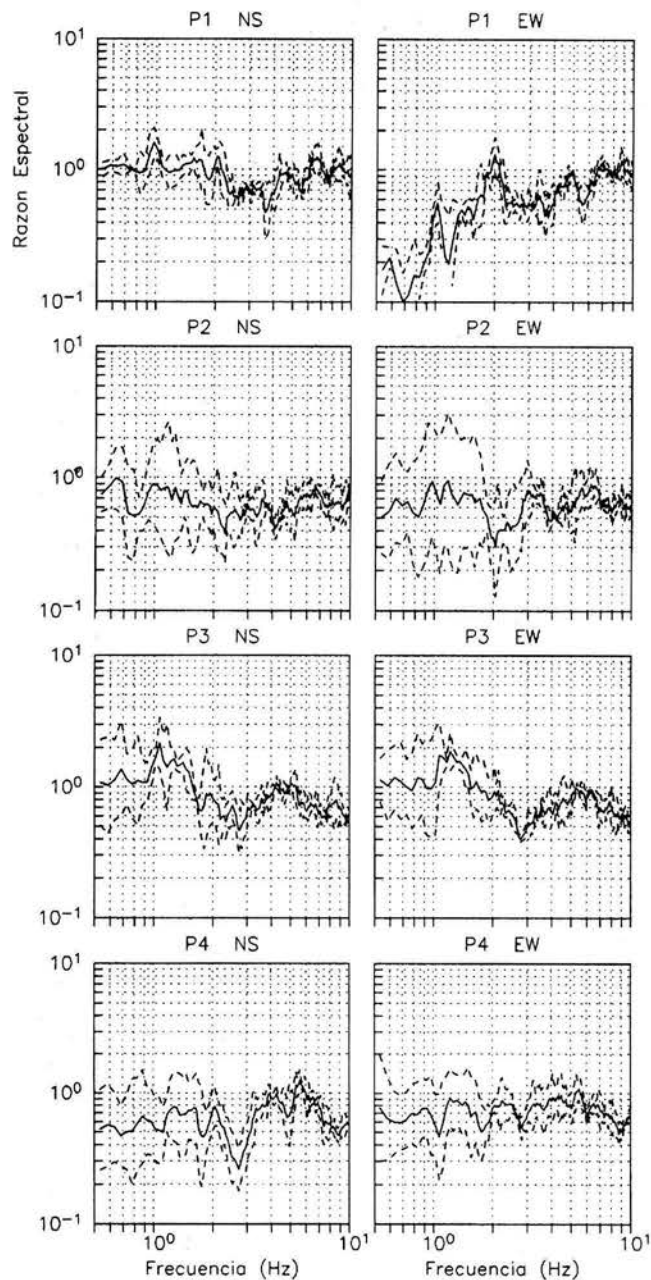 P1 NS
P1 EW
10¹
10⁰
10⁻¹
Razon Espectral
P2 NS
P2 EW
10¹
10⁰
10⁻¹
P3 NS
P3 EW
10¹
10⁰
10⁻¹
P4 NS
P4 EW
10¹
10⁰
10⁻¹
10⁰
10¹
10⁰
10¹
Frecuencia (Hz)
Frecuencia (Hz)